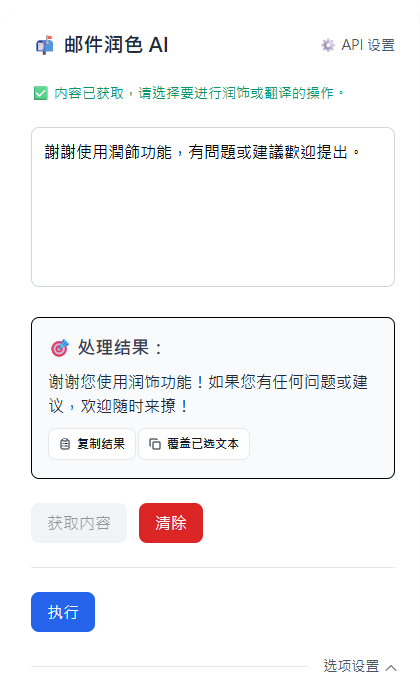 邮件润色 AI
API 设置
内容已获取，请选择要进行润饰或翻译的操作。
謝謝使用潤飾功能，有問題或建議歡迎提出。
处理结果：
谢谢您使用润饰功能！如果您有任何问题或建
议，欢迎随时来撩！
复制结果
覆盖已选文本
获取内容
清除
执行
选项设置